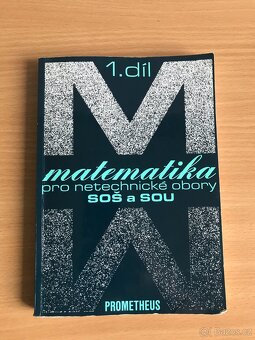 1.díl
matematika
pro netechnické obory
SOŠ a SOU
PROMETHEUS